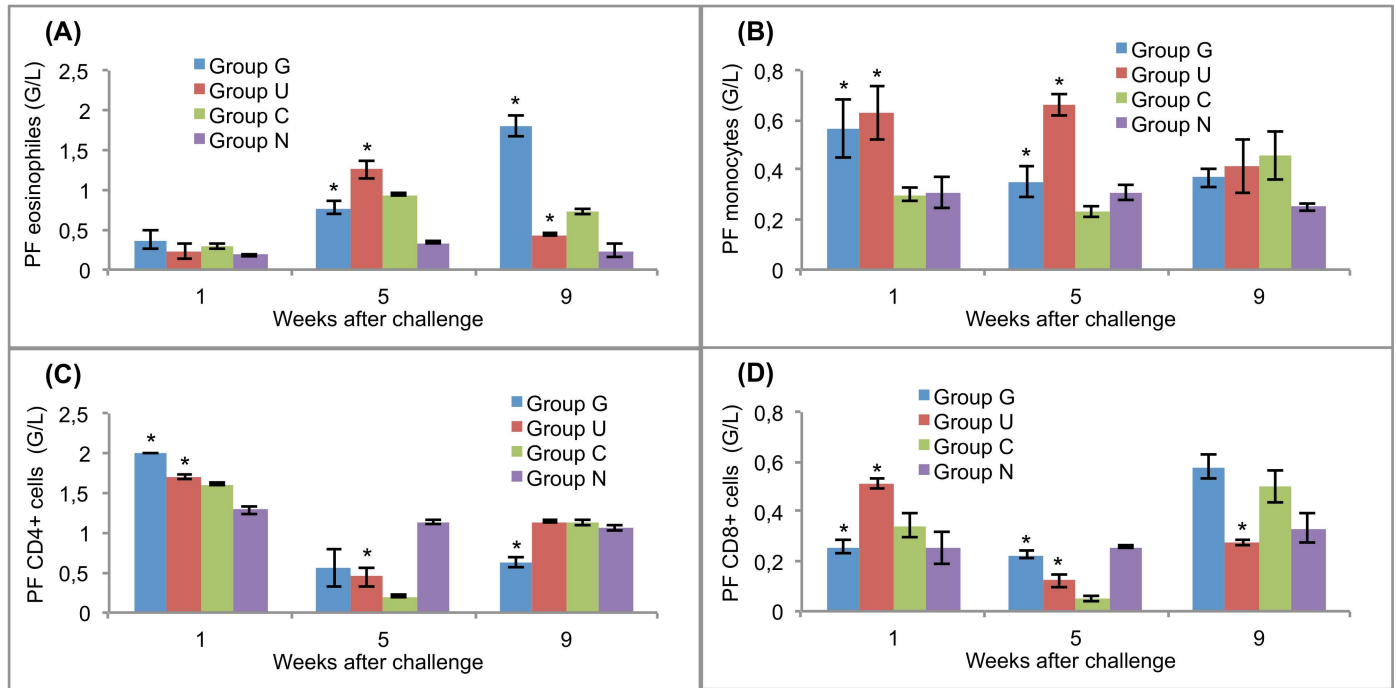 (A)
Group G
Group U
Group C
Group N
PF eosinophiles (G/L)
2,5
2
1,5
1
0,5
0
* * * *
1 5 9
Weeks after challenge
(B)
Group G
Group U
Group C
Group N
PF monocytes (G/L)
0,8
0,6
0,4
0,2
0
* * * *
1 5 9
Weeks after challenge
(C)
Group G
Group U
Group C
Group N
PF CD4+ cells (G/L)
2,5
2
1,5
1
0,5
0
* * * *
1 5 9
Weeks after challenge
(D)
Group G
Group U
Group C
Group N
PF CD8+ cells (G/L)
0,8
0,6
0,4
0,2
0
* * * * *
1 5 9
Weeks after challenge